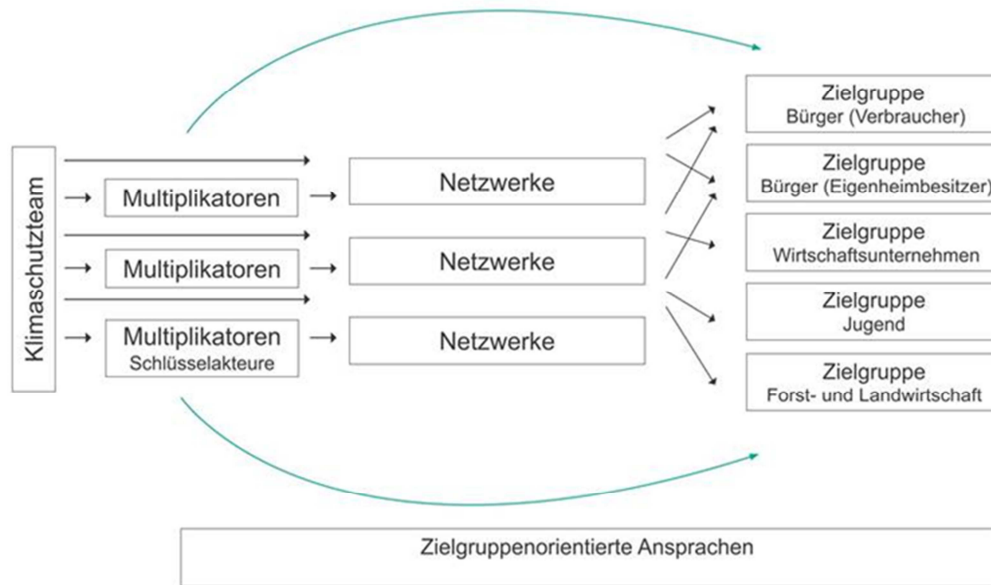 Klimaschutzteam
Multiplikatoren
Multiplikatoren
Multiplikatoren
Schlüsselakteure
Netzwerke
Netzwerke
Netzwerke
Zielgruppe
Bürger (Verbraucher)
Zielgruppe
Bürger (Eigenheimbesitzer)
Zielgruppe
Wirtschaftsunternehmen
Zielgruppe
Jugend
Zielgruppe
Forst- und Landwirtschaft
Zielgruppenorientierte Ansprachen